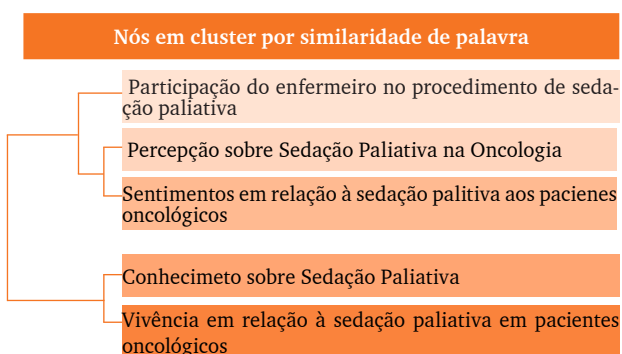 Nós em cluster por similaridade de palavra
Participação do enfermeiro no procedimento de seda-
ção paliativa
Percepção sobre Sedação Paliativa na Oncologia
Sentimentos em relação à sedação palitiva aos pacienes
oncológicos
Conhecimeto sobre Sedação Paliativa
Vivência em relação à sedação paliativa em pacientes
oncológicos